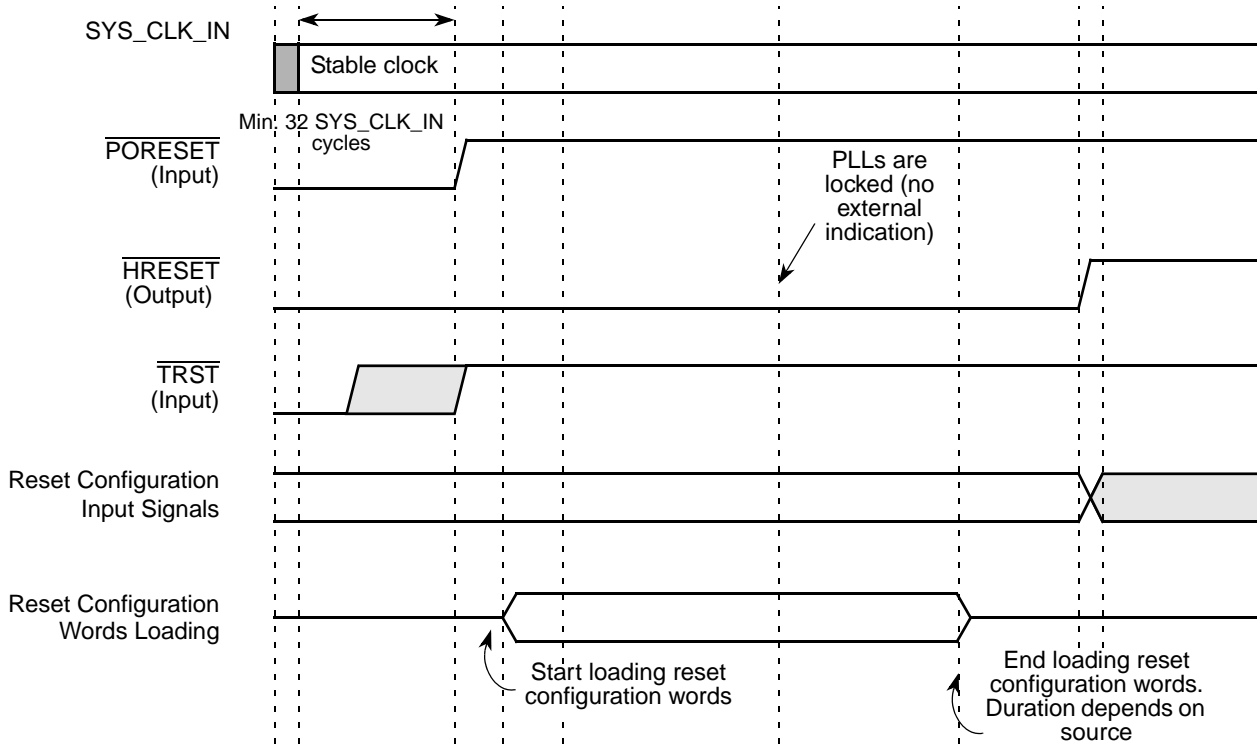 SYS_CLK_IN
Stable clock
Min. 32 SYS_CLK_IN
cycles
PORESET
(Input)
PLLs are
locked (no
external
indication)
HRESET
(Output)
TRST
(Input)
Reset Configuration
Input Signals
Reset Configuration
Words Loading
Start loading reset
configuration words
End loading reset
configuration words.
Duration depends on
source